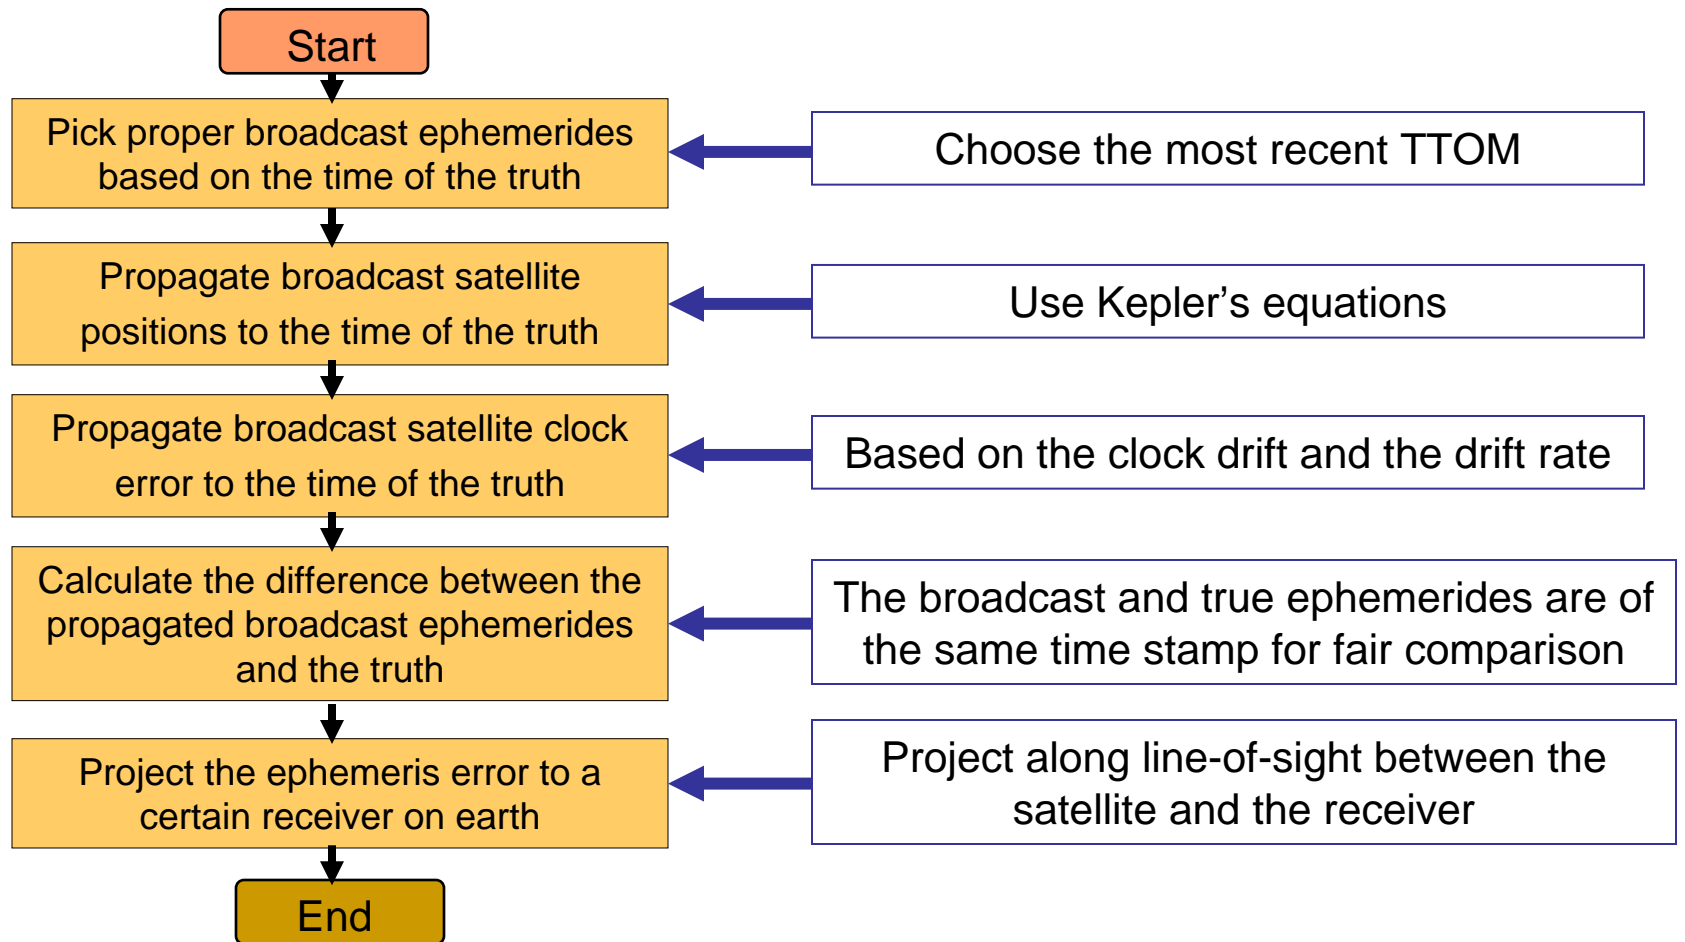 Start
Pick proper broadcast ephemerides
based on the time of the truth
Choose the most recent TTOM
Propagate broadcast satellite
positions to the time of the truth
Use Kepler’s equations
Propagate broadcast satellite clock
error to the time of the truth
Based on the clock drift and the drift rate
Calculate the difference between the
propagated broadcast ephemerides
and the truth
The broadcast and true ephemerides are of
the same time stamp for fair comparison
Project the ephemeris error to a
certain receiver on earth
Project along line-of-sight between the
satellite and the receiver
End